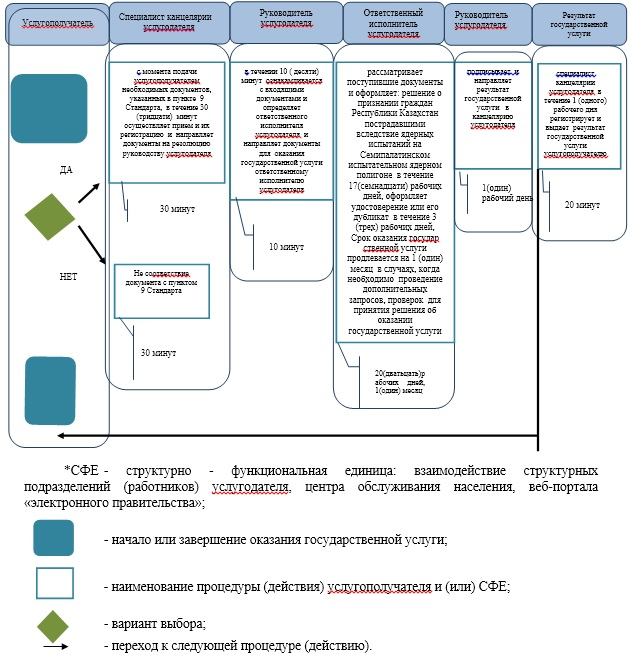 Услугополучатель
Специалист канцелярии
услугодателя
Руководитель
услугодателя
Ответственный
исполнитель
услугодателя
Руководитель
услугодателя
Результат
государственной
услуги
с момента подачи
услугополучателем
необходимых документов,
указанных в пункте 9
Стандарта, в течение 30
(тридцати) минут
осуществляет прием и их
регистрацию и направляет
документы на резолюцию
руководству услугодателя
30 минут
ДА
НЕТ
Не соответствие
документа с пунктом
9 Стандарта
30 минут
в течении 10 ( десяти)
минут ознакамливается
с входящими
документами и
определяет
ответственного
исполнителя
услугодателя и
направляет документы
для оказания
государственной услуги
ответственному
исполнителю
услугодателя
10 минут
рассматривает
поступившие документы
и оформляет: решение о
признании граждан
Республики Казахстан
пострадавшими
вследствие ядерных
испытаний на
Семипалатинском
испытательном ядерном
полигоне в течение
17(семнадцати) рабочих
дней, оформляет
удостоверение или его
дубликат в течение 3
(трех) рабочих дней,
Срок оказания государ
ственной услуги
продлевается на 1 (один)
месяц в случаях, когда
необходимо проведение
дополнительных
запросов, проверок для
принятия решения об
оказании
государственной услуги
20(дватьцать)р
абочих дней,
1(один) месяц
подписывает и
направляет
результат
государственной
услуги в
канцелярию
услугодателя
1(один)
рабочий день
специалист
канцелярии
услугодателя в
течение 1 (одного)
рабочего дня
регистрирует и
выдает результат
государственной
услуги
услугополучателю
20 минут
*СФЕ - структурно - функциональная единица: взаимодействие структурных
подразделений (работников) услугодателя, центра обслуживания населения, веб-портала
«электронного правительства»;
- начало или завершение оказания государственной услуги;
- наименование процедуры (действия) услугополучателя и (или) СФЕ;
- вариант выбора;
- переход к следующей процедуре (действию).